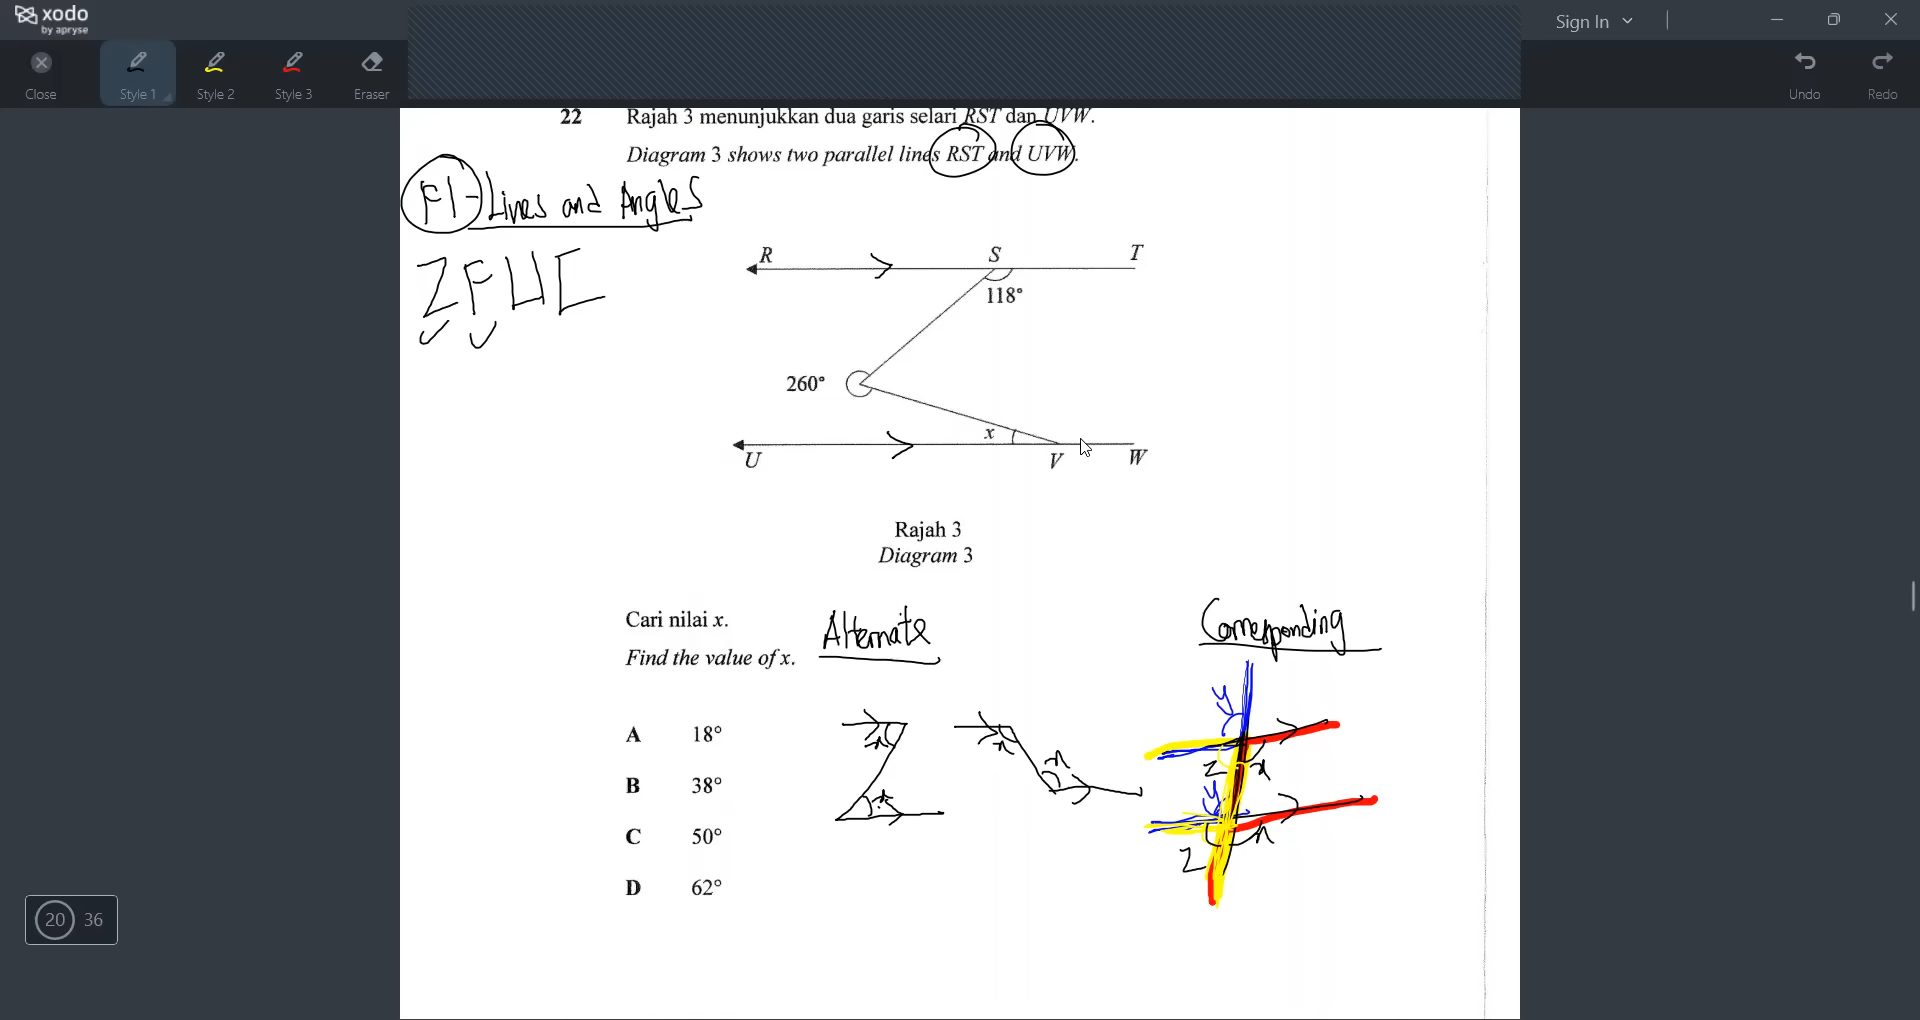 xodo
by apryse
Sign In
Close
Style 1
Style 2
Style 3
Eraser
Undo
Redo
22 Rajah 3 menunjukkan dua garis selari RST dan UVW.
Diagram 3 shows two parallel lines RST and UVW.
F1 - Lines and Angles
Z F U C
R S T
118°
260°
x
U V W
Rajah 3
Diagram 3
Cari nilai x.
Find the value of x.
Alternate
Corresponding
A 18°
B 38°
C 50°
D 62°
x
x
x
x
y
z x
y
x
z
20 36